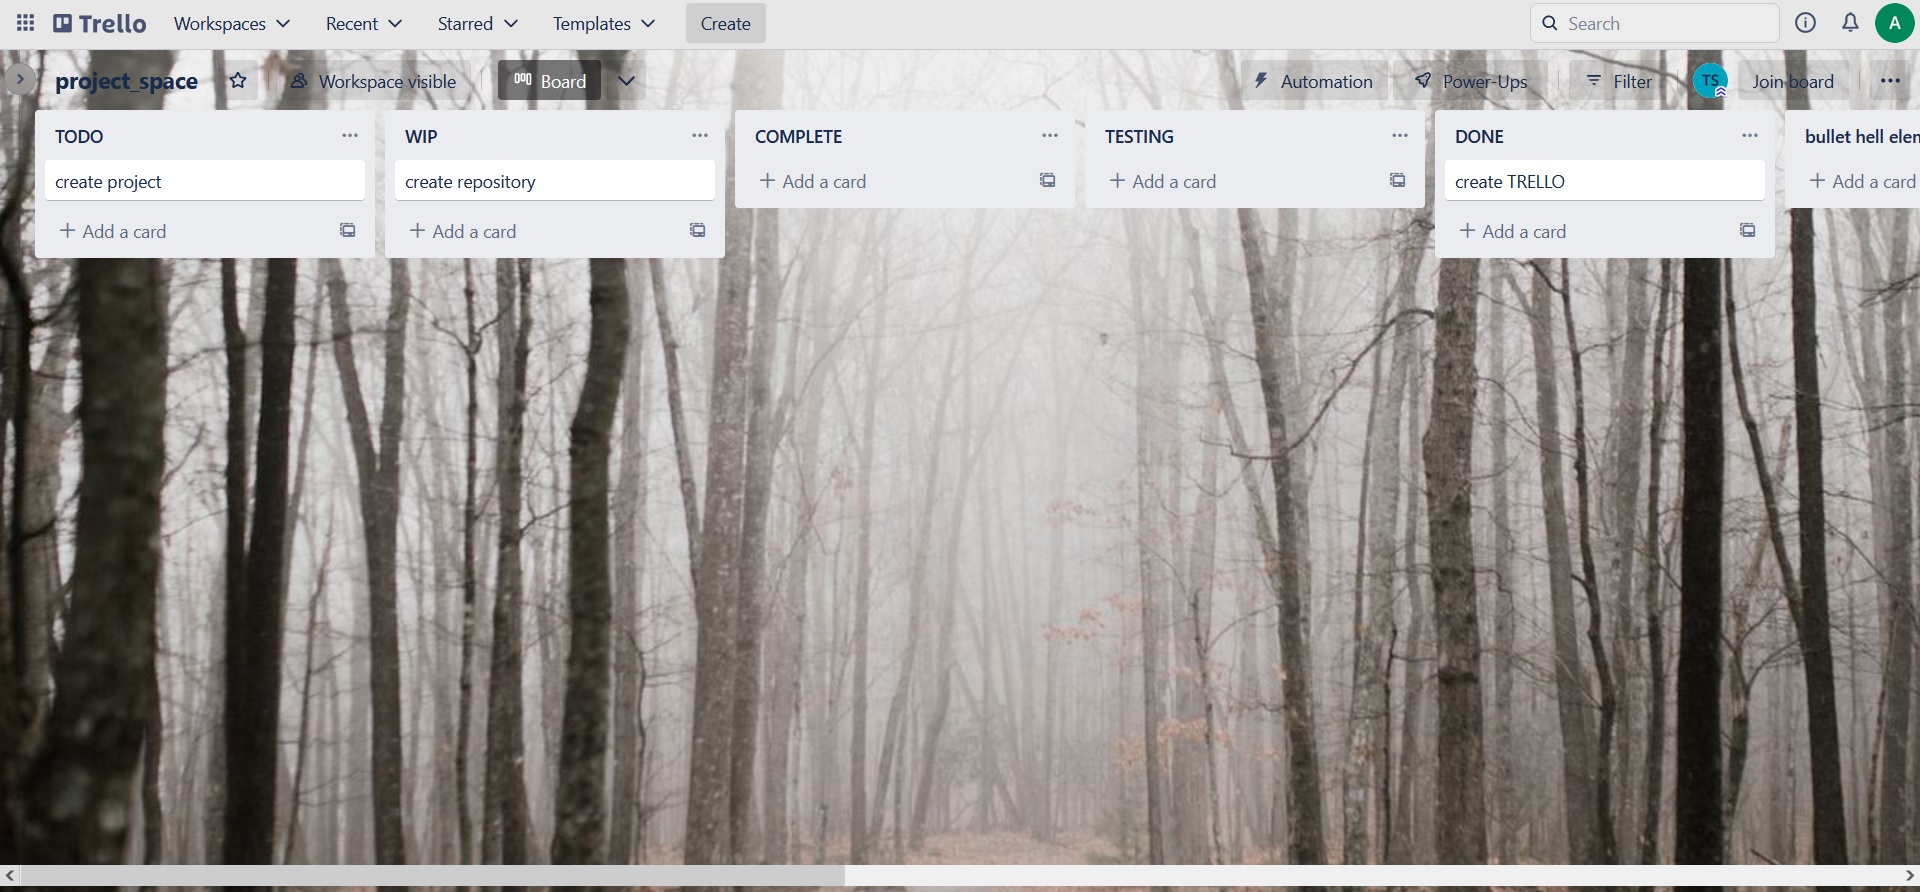 Trello Workspaces Recent Starred Templates Create Search A
project_space Workspace visible Board Automation Power-Ups Filter TS Join board
TODO WIP COMPLETE TESTING DONE bullet hell
create project create repository + Add a card + Add a card create TRELLO + Add a card
+ Add a card + Add a card + Add a card